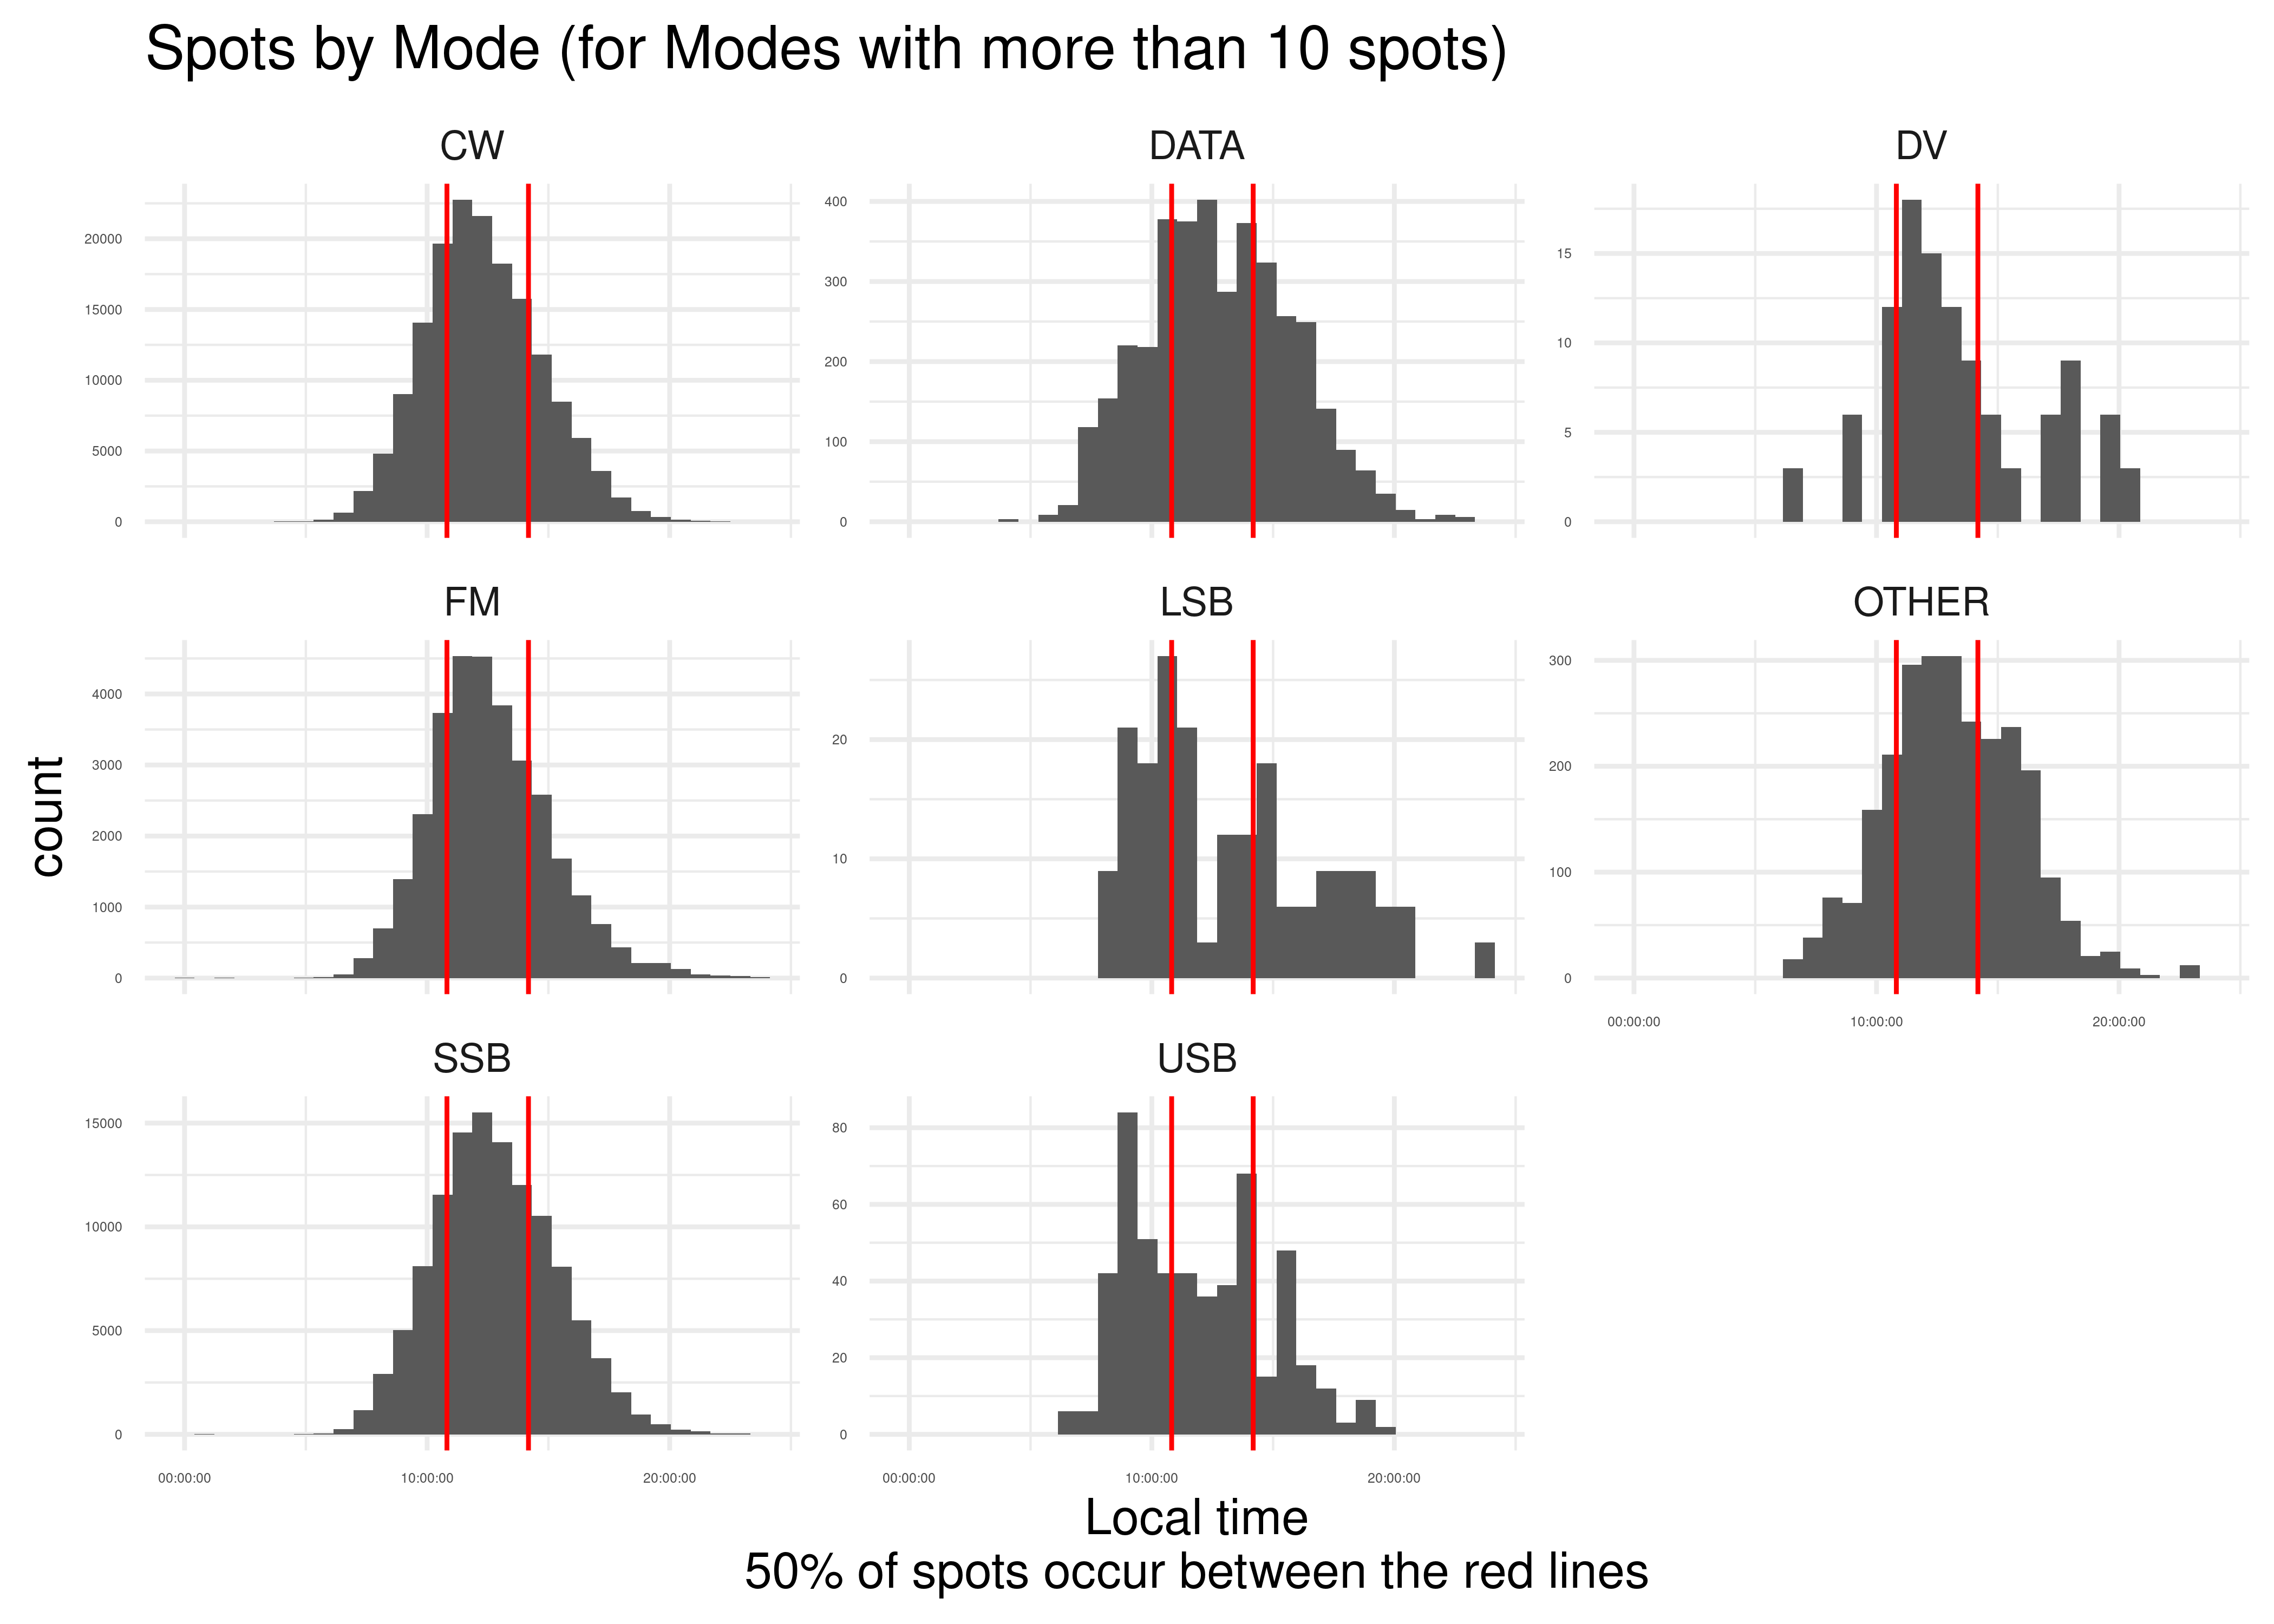 Spots by Mode (for Modes with more than 10 spots)
CW
DATA
DV
20000
15000
10000
5000
0
400
300
200
100
0
15
10
5
0
FM
LSB
OTHER
count
4000
3000
2000
1000
0
20
10
0
300
200
100
0
00:00:00 10:00:00 20:00:00
SSB
USB
15000
10000
5000
0
80
60
40
20
0
00:00:00 10:00:00 20:00:00
00:00:00 10:00:00 20:00:00
Local time
50% of spots occur between the red lines